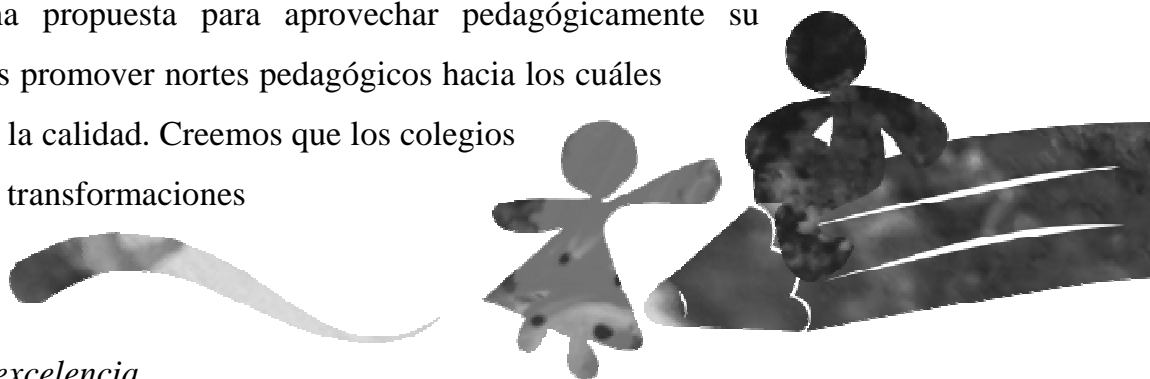 na propuesta para aprovechar pedagógicamente su
s promover nortes pedagógicos hacia los cuáles
la calidad. Creemos que los colegios
transformaciones
excelencia